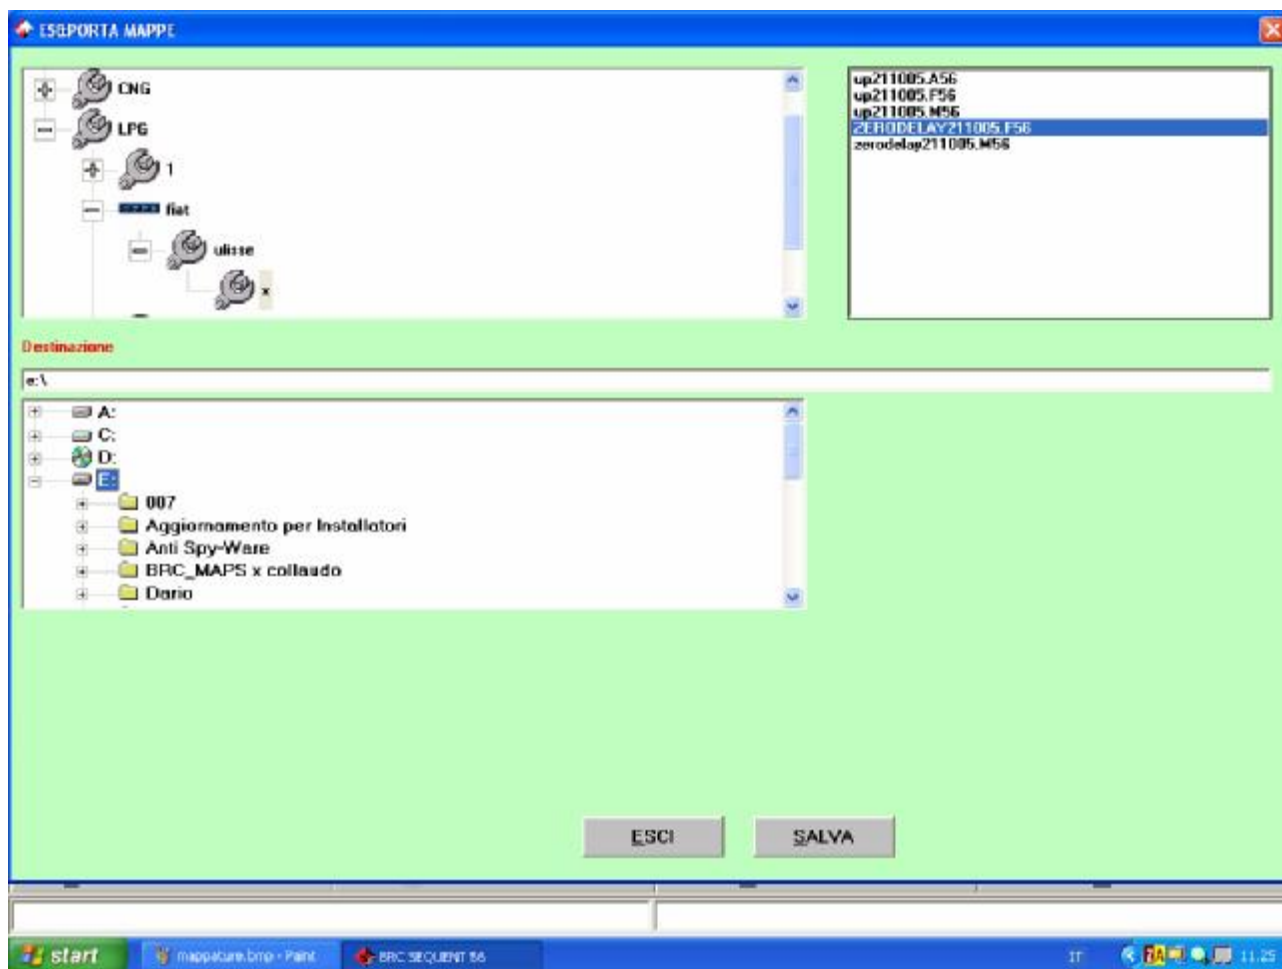 ES&PORTA MAPPE
CNG
LPG
1
fiat
ulisse
x
up211005.A56
up211005.F56
up211005.M56
ZERODELAY211005.F56
zerodelay211005.M56
Destinazione
e:\
A:
C:
D:
E:
007
Aggiornamento per Installatori
Anti Spy-Ware
BRC_MAPS x collaudo
Dario
ESCI
SALVA
start
mappature.bmp - Paint
BRC SEQUENT 56
IT
11.25